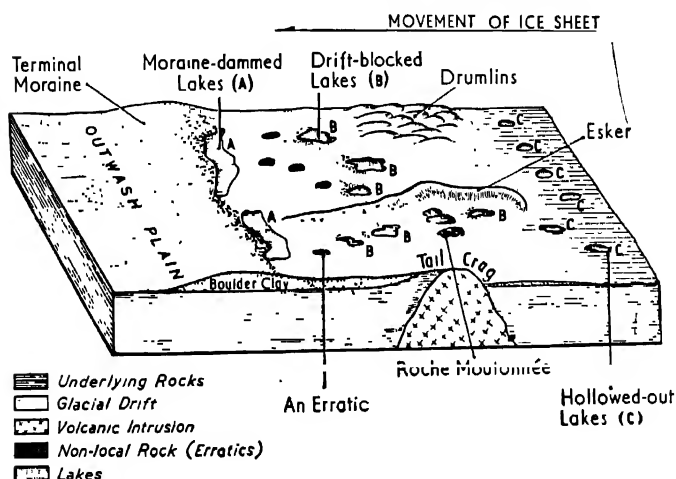 MOVEMENT OF ICE SHEET
Terminal
Moraine
Moraine-dammed
Lakes (A)
Drift-blocked
Lakes (B)
Drumlins
Esker
OUTWASH PLAIN
A
A
B
B
B
B
B
B
C
C
C
C
C
C
C
Tail Crag
Boulder Clay
Roche Moutonnée
An Erratic
Hollowed-out
Lakes (C)
Underlying Rocks
Glacial Drift
Volcanic Intrusion
Non-local Rock (Erratics)
Lakes